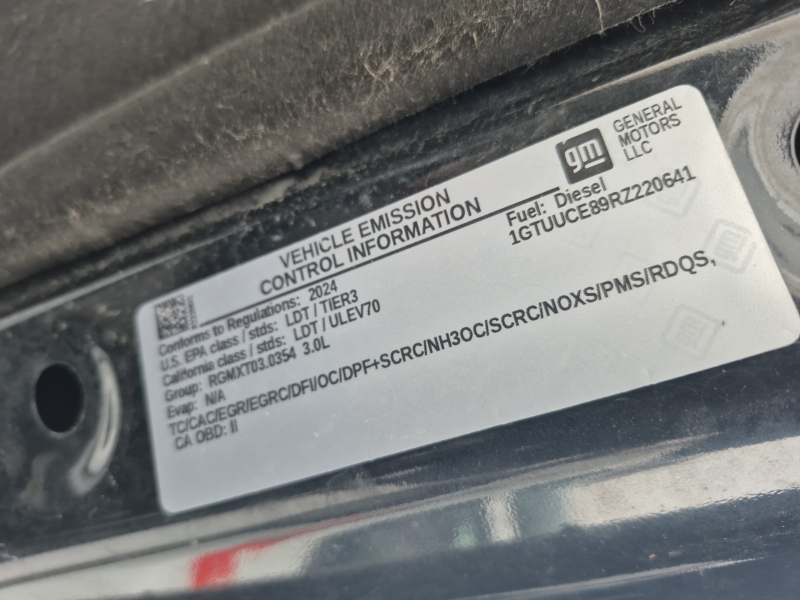 gm
GENERAL
MOTORS
LLC
VEHICLE EMISSION
CONTROL INFORMATION
Fuel: Diesel
1GTUUCE89RZ220641
Conforms to Regulations: 2024
U.S. EPA class / stds: LDT / TIER3
California class / stds: LDT / ULEV70
Group: RGMXT03.0354 3.0L
Evap: N/A
TC/CAC/EGR/EGRC/DFI/OC/DPF+SCRC/NH3OC/SCRC/NOXS/PMS/RDQS,
CA OBD: II